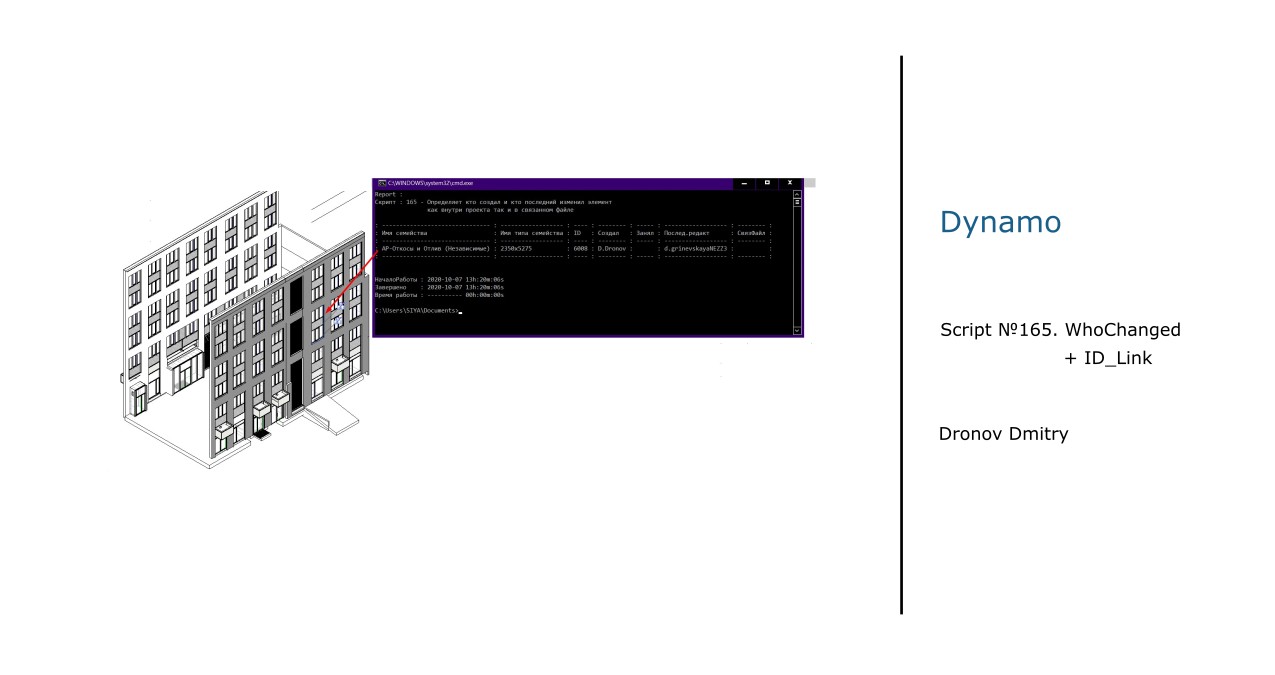 C:\WINDOWS\system32\cmd.exe
Report :
Скрипт : 165 - Определяет кто создал и кто последний изменил элемент
как внутри проекта так и в связанном файле
: ---------------------------- : ----------------- : ---- : -------- : ----- : ----------------- : -------- :
: Имя семейства : Имя типа семейства : ID : Создал : Занял : Послед.редакт : СвязФайл :
: ---------------------------- : ----------------- : ---- : -------- : ----- : ----------------- : -------- :
: АР-Откосы и Отлив (Независимые) : 2350x5275 : 6008 : D.Dronov : : d.grinevskayaNEZZ3 : :
: ---------------------------- : ----------------- : ---- : -------- : ----- : ----------------- : -------- :
НачалоРаботы : 2020-10-07 13h:20m:06s
Завершено : 2020-10-07 13h:20m:06s
Время работы : ---------- 00h:00m:00s
C:\Users\SIYA\Documents>_
Dynamo
Script №165. WhoChanged
+ ID_Link
Dronov Dmitry